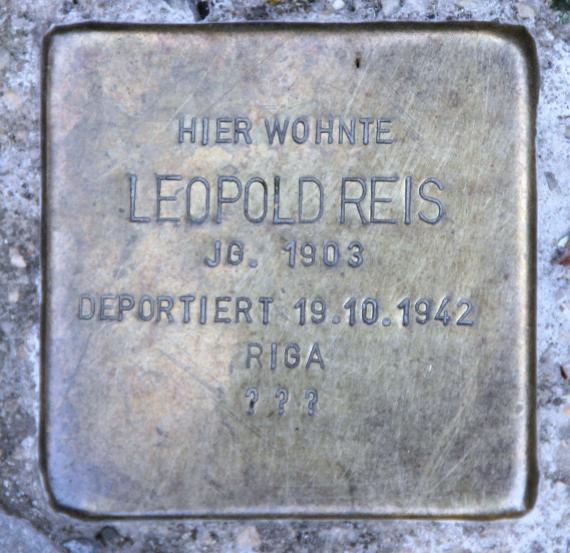 HIER WOHNTE
LEOPOLD REIS
JG. 1903
DEPORTIERT 19.10.1942
RIGA
???